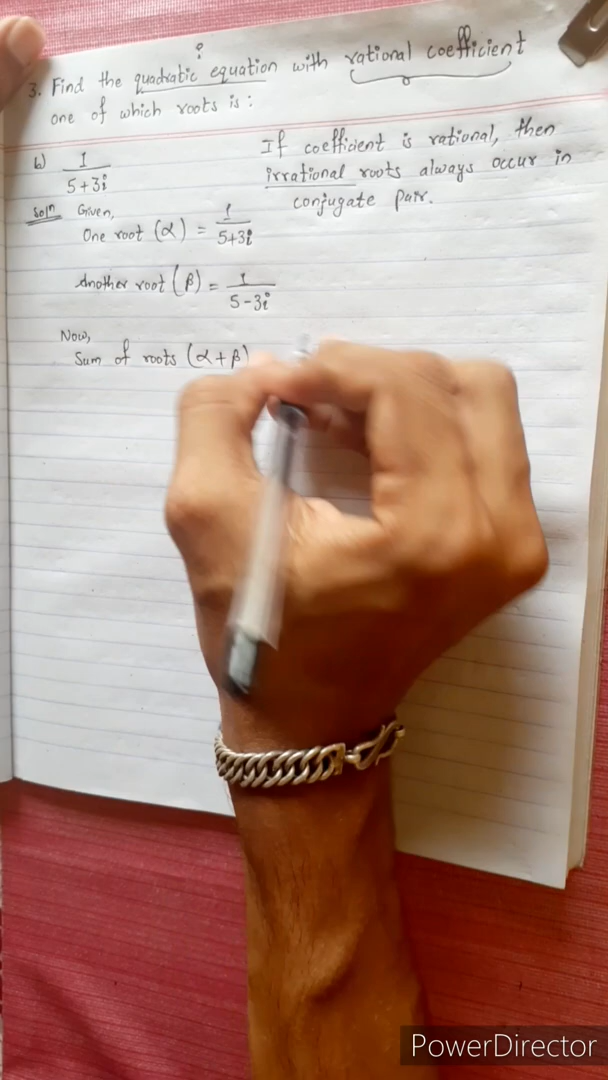 3. Find the quadratic equation with rational coefficient
one of which roots is :
b) 1/(5+3i)
If coefficient is rational, then
irrational roots always occur in
conjugate pair.
Soln Given,
One root (α) = 1/(5+3i)
Another root (β) = 1/(5-3i)
Now,
Sum of roots (α+β)
PowerDirector